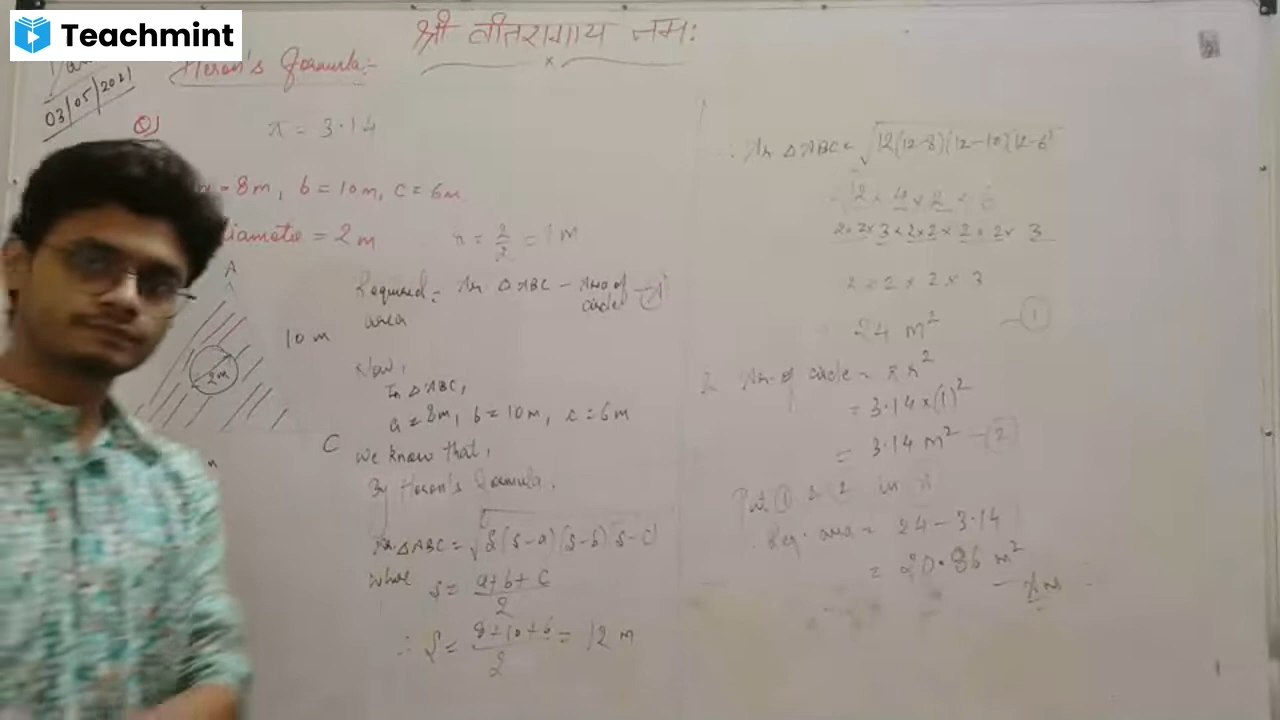 Teachmint
श्री वीतरागाय नमः
Heron's Formula:-
03/05/2021
Q1
π = 3.14
= 8m, b = 10m, c = 6m
Diameter = 2m
r = 2/2 = 1 m
A
10 m
2m
C
Required = Ar △ABC - Area of circle
area
Now,
In △ABC,
a = 8m, b = 10m, c = 6m
We know that,
By Heron's Formula,
Ar. △ABC = √S(S-a)(S-b)(S-c)
where S = a+b+c/2
∴ S = 8+10+6/2 = 12 m
Ar △ABC = √12(12-8)(12-10)(12-6)
12 × 4 × 2 × 6
2×2×3×2×2×2×2×3
2 × 2 × 2 × 3
24 m² - ①
Ar. of circle = πr²
= 3.14×(1)²
= 3.14 m² - ②
Put ① & 2 in
Req. area = 24 - 3.14
= 20.86 m²
Ans